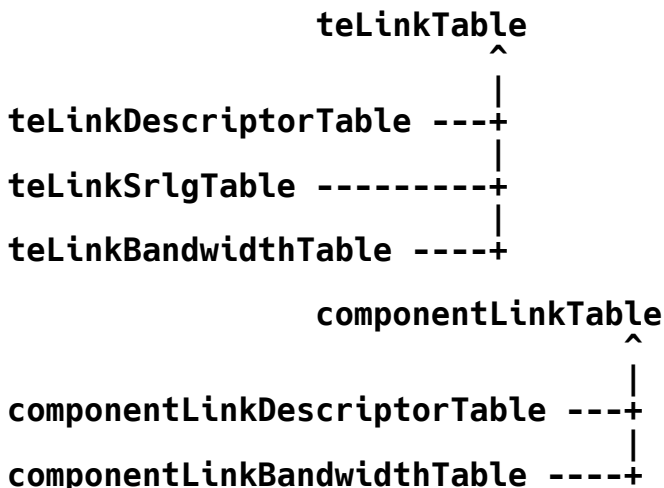 teLinkTable
                         ^
                         |
teLinkDescriptorTable ---+
                         |
teLinkSrlgTable ---------+
                         |
teLinkBandwidthTable ----+
                componentLinkTable
                                ^
                                |
componentLinkDescriptorTable ---+
                                |
componentLinkBandwidthTable ----+